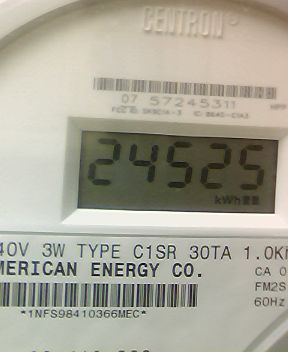 CENTRON®
07 57245311
24525
kWh
40V 3W TYPE C1SR 30TA 1.0K
MERICAN ENERGY CO.
CA 0
FM2S
60Hz
*1NFS98410366MEC*